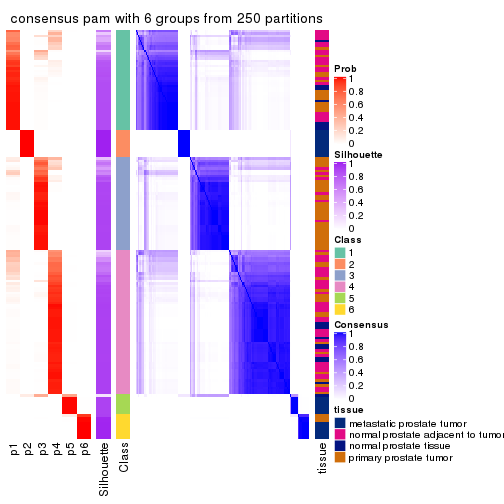 consensus pam with 6 groups from 250 partitions
Prob
1
0.8
0.6
0.4
0.2
0
Silhouette
1
0.8
0.6
0.4
0.2
0
Class
1
2
3
4
5
6
Consensus
1
0.8
0.6
0.4
0.2
0
tissue
metastatic prostate tumor
normal prostate adjacent to tumor
normal prostate tissue
primary prostate tumor
p1
p2
p3
p4
p5
p6
Silhouette
Class
tissue